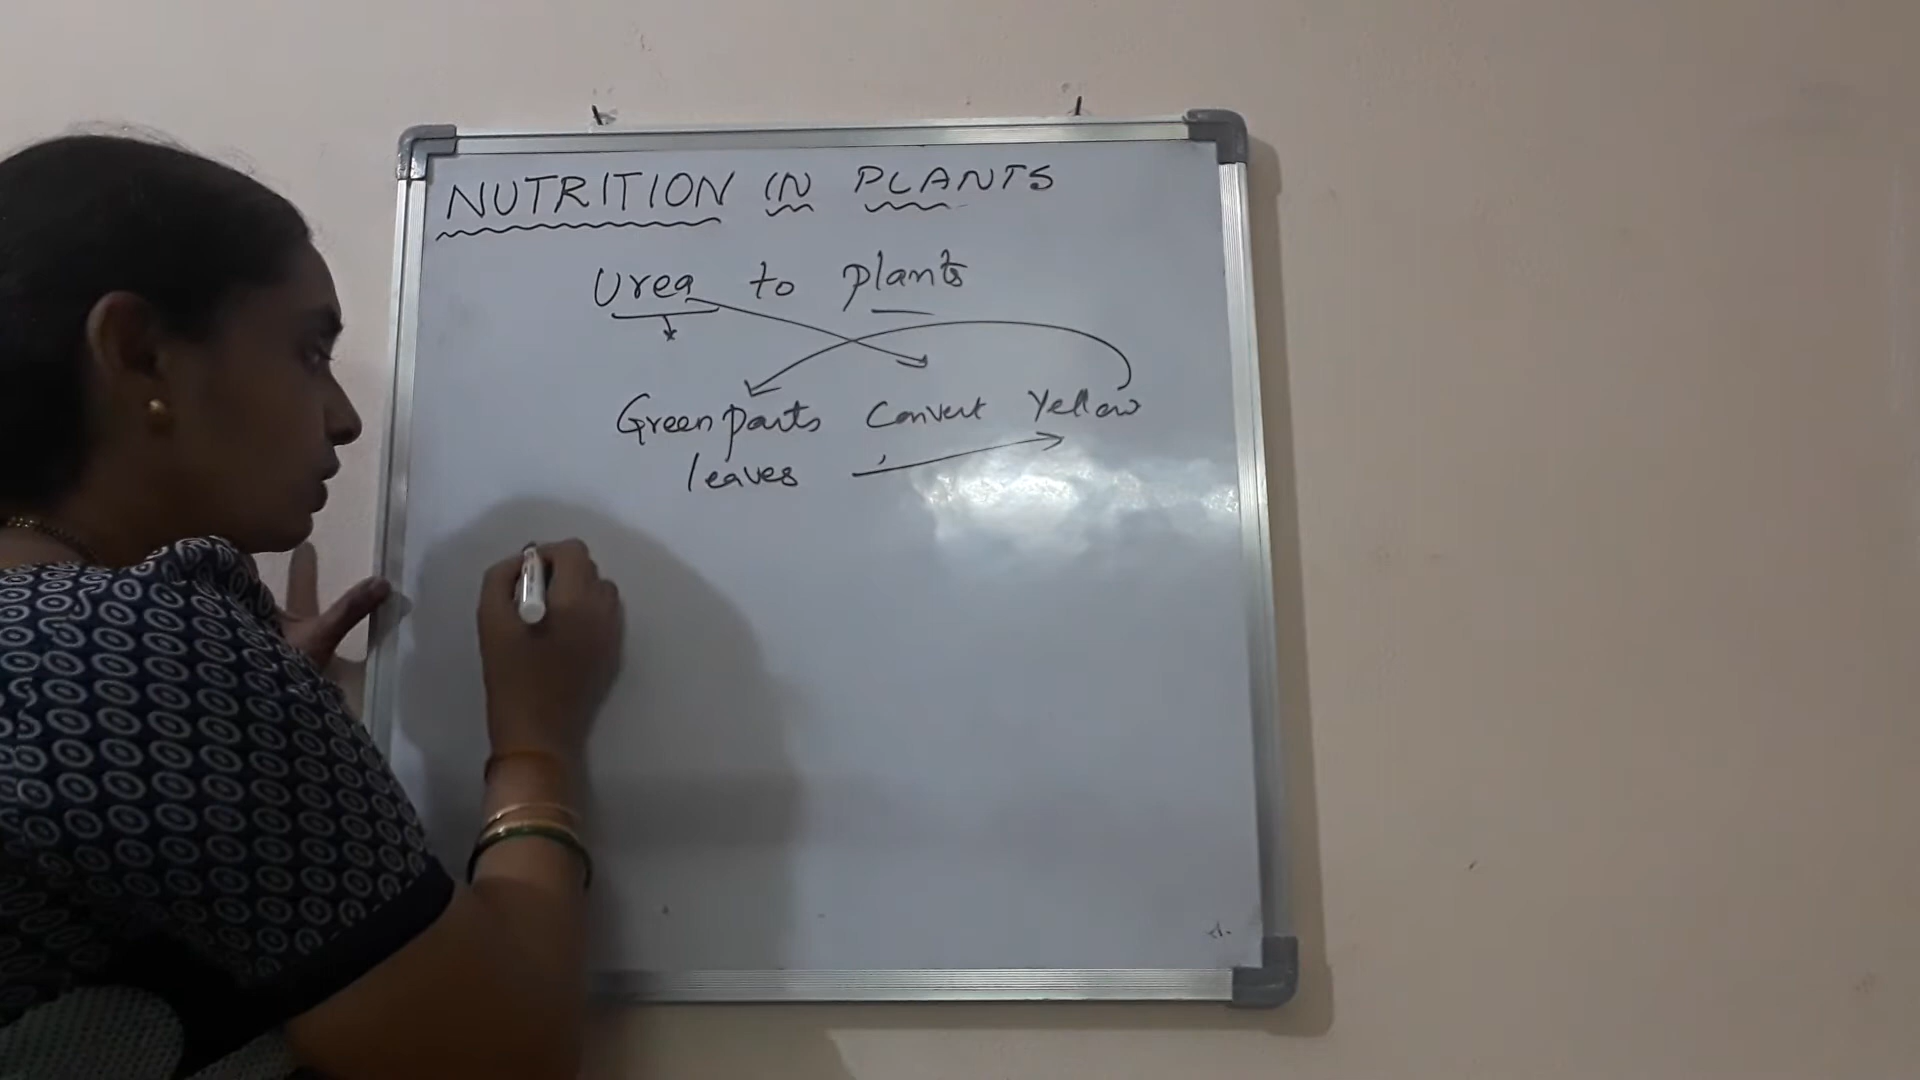 NUTRITION IN PLANTS
Urea to plants
Green parts Convert Yellow
leaves